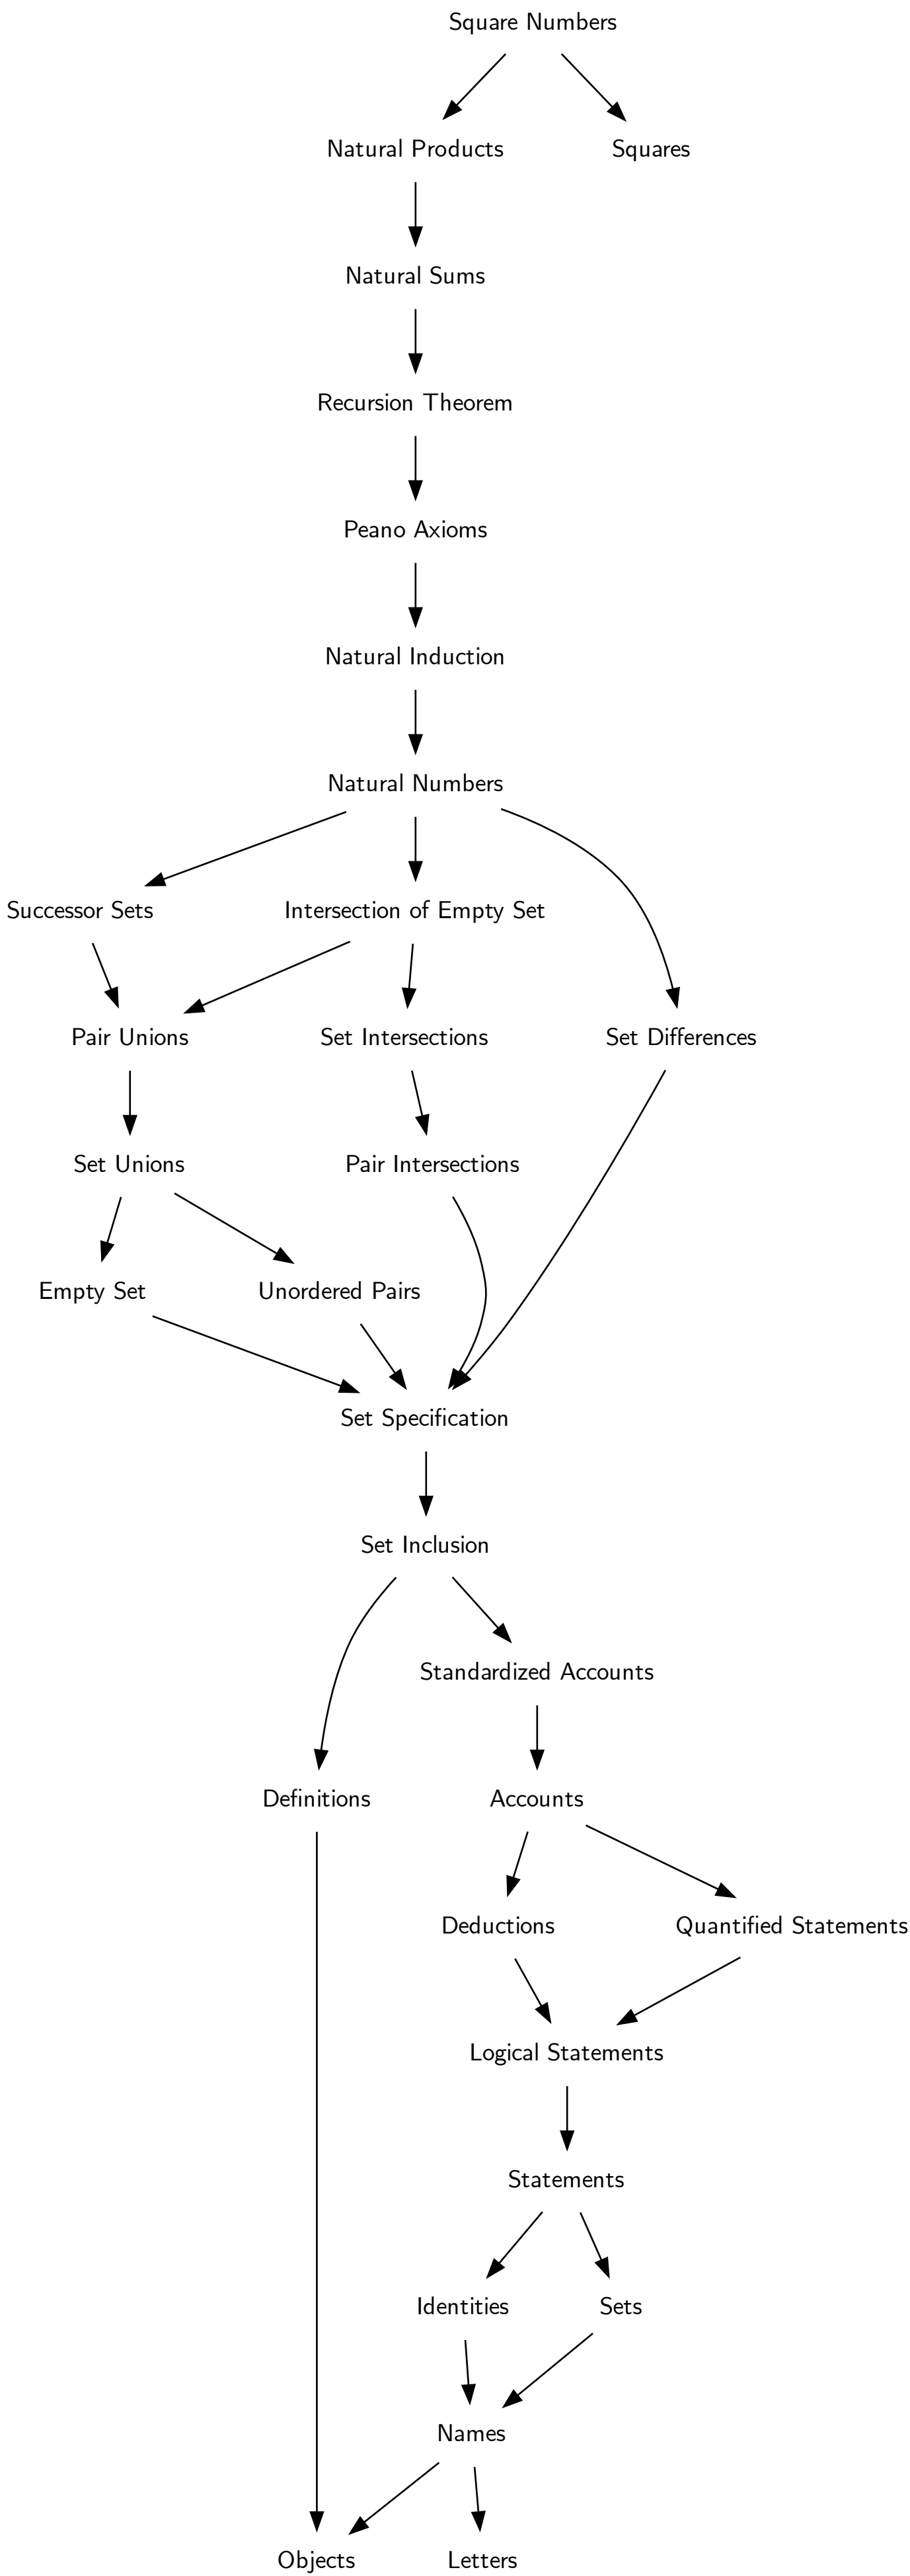 Square Numbers
Natural Products
Squares
Natural Sums
Recursion Theorem
Peano Axioms
Natural Induction
Natural Numbers
Successor Sets
Intersection of Empty Set
Pair Unions
Set Intersections
Set Differences
Set Unions
Pair Intersections
Empty Set
Unordered Pairs
Set Specification
Set Inclusion
Standardized Accounts
Definitions
Accounts
Deductions
Quantified Statements
Logical Statements
Statements
Identities
Sets
Names
Objects
Letters